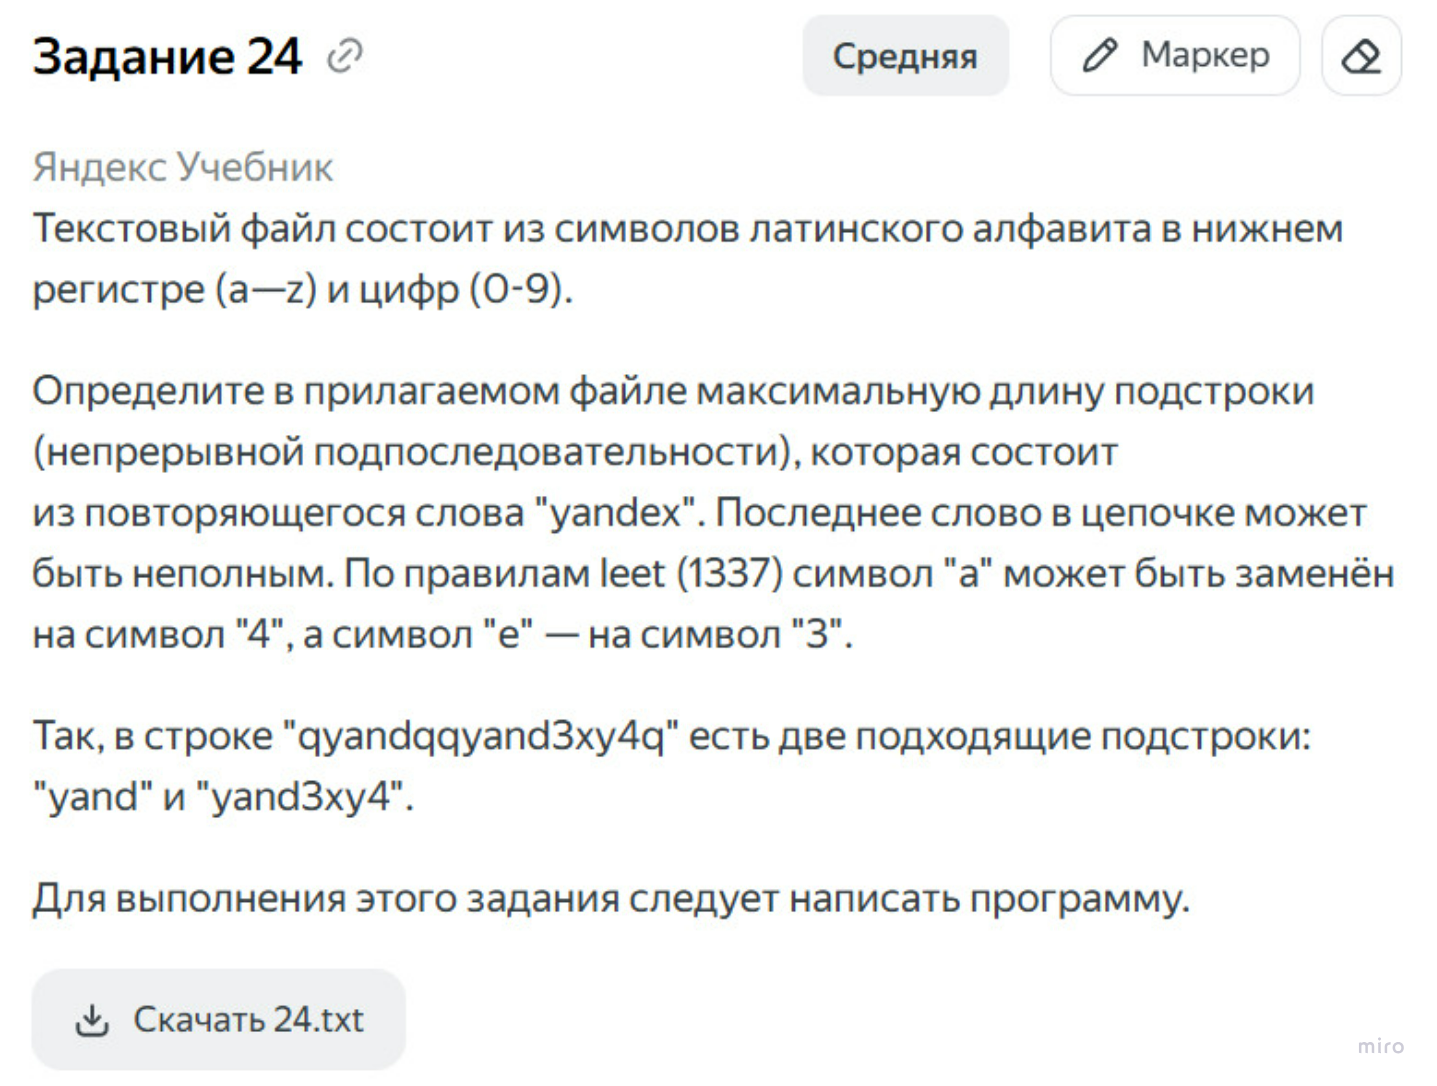 Задание 24
Средняя
Маркер
Яндекс Учебник
Текстовый файл состоит из символов латинского алфавита в нижнем
регистре (a—z) и цифр (0-9).
Определите в прилагаемом файле максимальную длину подстроки
(непрерывной подпоследовательности), которая состоит
из повторяющегося слова "yandex". Последнее слово в цепочке может
быть неполным. По правилам leet (1337) символ "a" может быть заменён
на символ "4", а символ "e" — на символ "3".
Так, в строке "qyandqqyand3xy4q" есть две подходящие подстроки:
"yand" и "yand3xy4".
Для выполнения этого задания следует написать программу.
Скачать 24.txt
miro